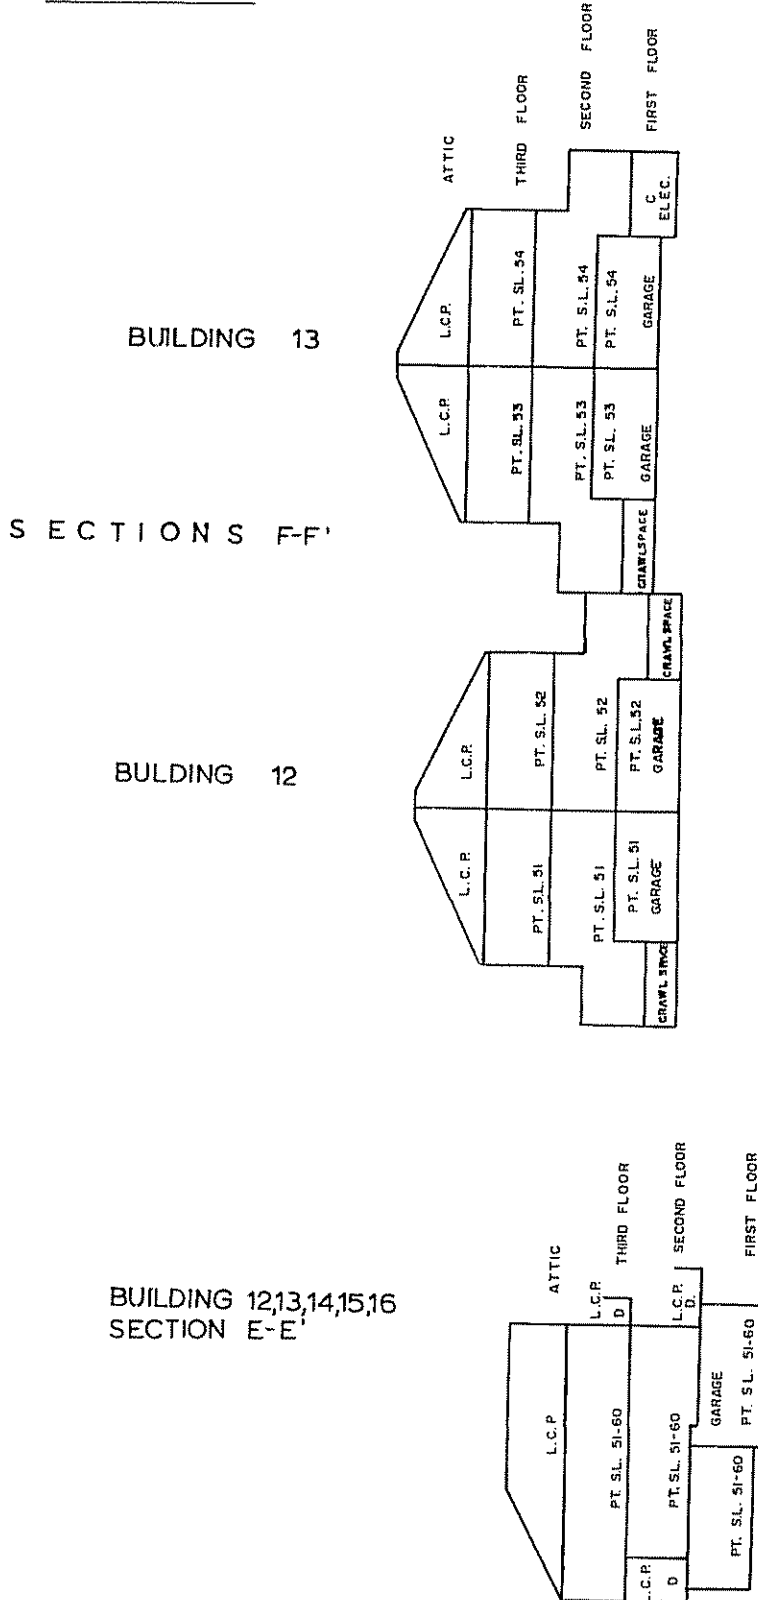 SECOND FLOOR
FIRST FLOOR
THIRD FLOOR
ATTIC
C
ELEC.
L.C.P.
PT. SL. 54
PT. S.L. 54
PT. S.L. 54
GARAGE
BUILDING 13
L.C.P.
PT. SL. 53
PT. S.L. 53
PT. S.L. 53
GARAGE
SECTIONS F-F'
CRAWLSPACE
CRAWL SPACE
L.C.P.
PT. S.L. 52
PT. SL. 52
PT. S.L. 52
GARAGE
BULDING 12
L.C.P.
PT. S.L. 51
PT. S.L. 51
PT. S.L. 51
GARAGE
CRAWL SPACE
ATTIC
THIRD FLOOR
SECOND FLOOR
FIRST FLOOR
BUILDING 12,13,14,15,16
SECTION E-E'
L.C.P.
D
L.C.P.
D.
L.C.P
PT. S.L. 51-60
PT. S.L. 51-60
GARAGE
PT. S.L. 51-60
PT. S.L. 51-60
L.C.P.
D